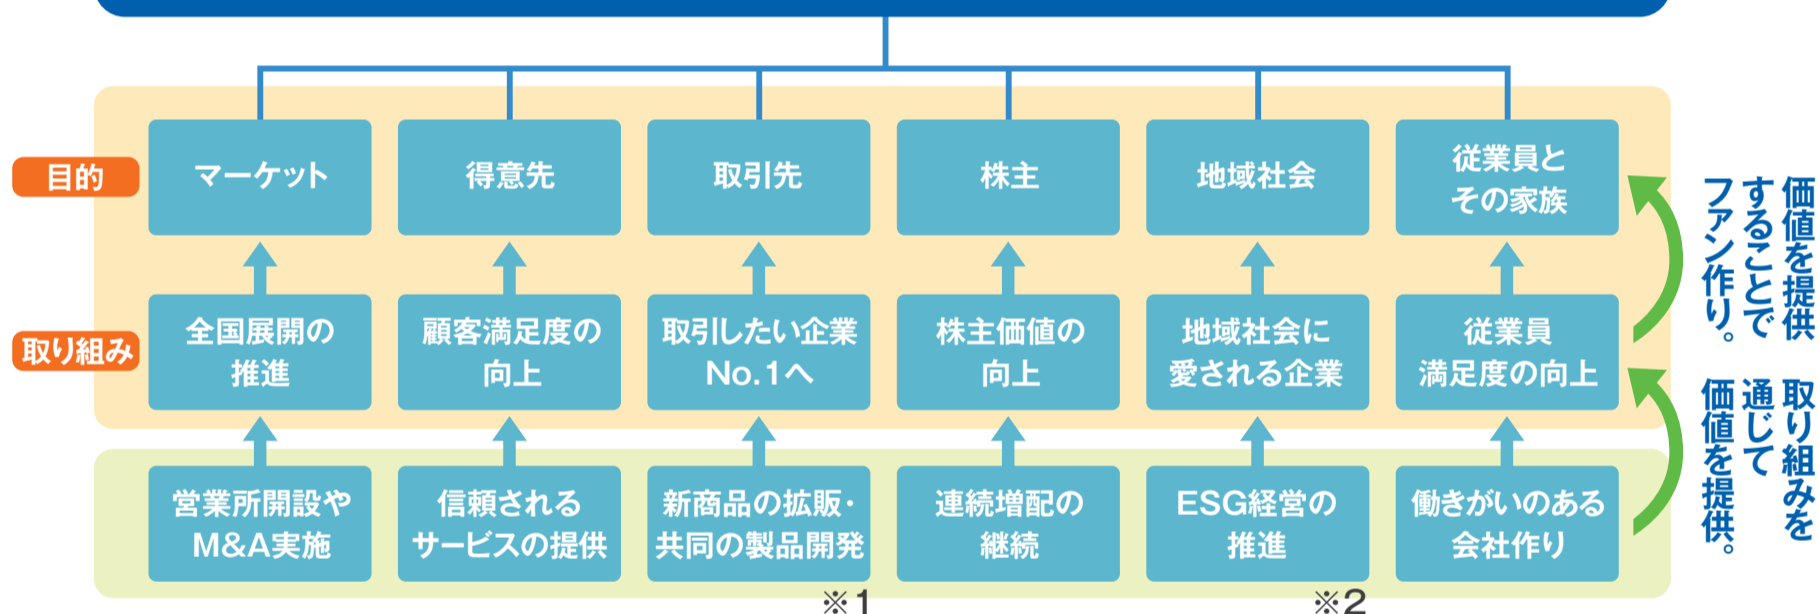 目的
マーケット
得意先
取引先
株主
地域社会
従業員と
その家族
取り組み
全国展開の
推進
顧客満足度の
向上
取引したい企業
No.1へ
株主価値の
向上
地域社会に
愛される企業
従業員
満足度の向上
営業所開設や
M&A実施
信頼される
サービスの提供
新商品の拡販・
共同の製品開発
連続増配の
継続
ESG経営の
推進
働きがいのある
会社作り
※1
※2
価値を提供
することで
ファン作り。
取り組みを
通じて
価値を提供。